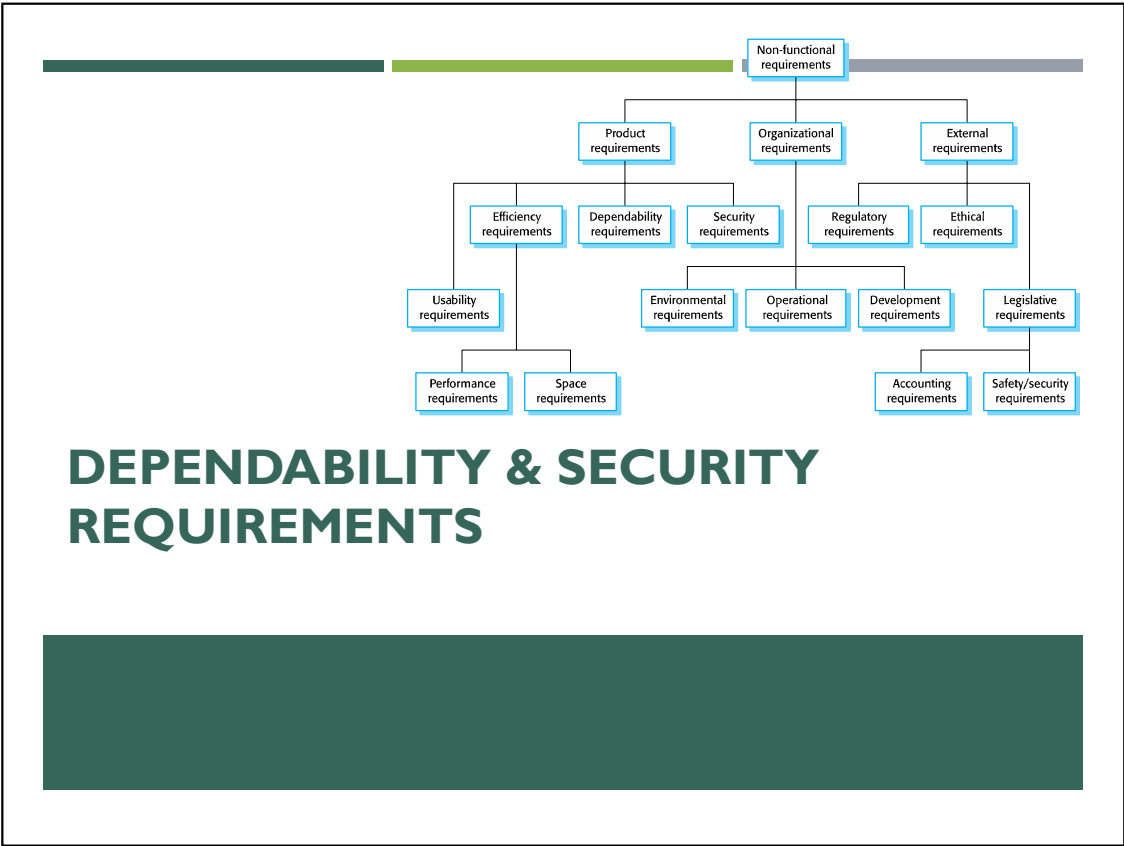 Non-functional
requirements
Product
requirements
Organizational
requirements
External
requirements
Efficiency
requirements
Dependability
requirements
Security
requirements
Regulatory
requirements
Ethical
requirements
Usability
requirements
Environmental
requirements
Operational
requirements
Development
requirements
Legislative
requirements
Performance
requirements
Space
requirements
Accounting
requirements
Safety/security
requirements
DEPENDABILITY & SECURITY
REQUIREMENTS